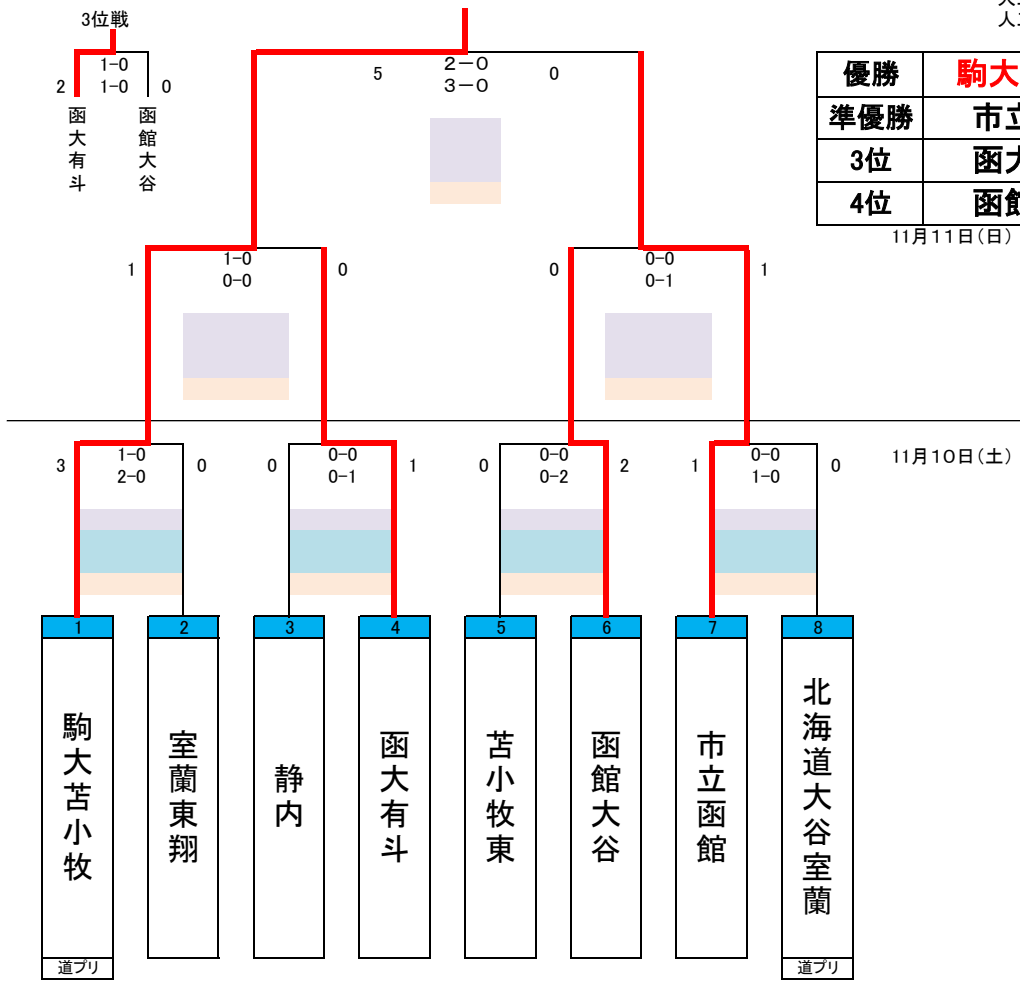 3位戦
1-0
2 1-0 0
函大有斗
函館大谷
2-0
5 3-0 0
優勝 駒大
準優勝 市立
3位 函大
4位 函館
11月11日(日)
1 1-0 0
0-0
0 0-0 1
0-1
11月10日(土)
3 1-0 0
2-0
0 0-0 1
0-1
0 0-0 2
0-2
1 0-0 0
1-0
1 2 3 4 5 6 7 8
駒大苫小牧
室蘭東翔
静内
函大有斗
苫小牧東
函館大谷
市立函館
北海道大谷室蘭
道プリ
道プリ